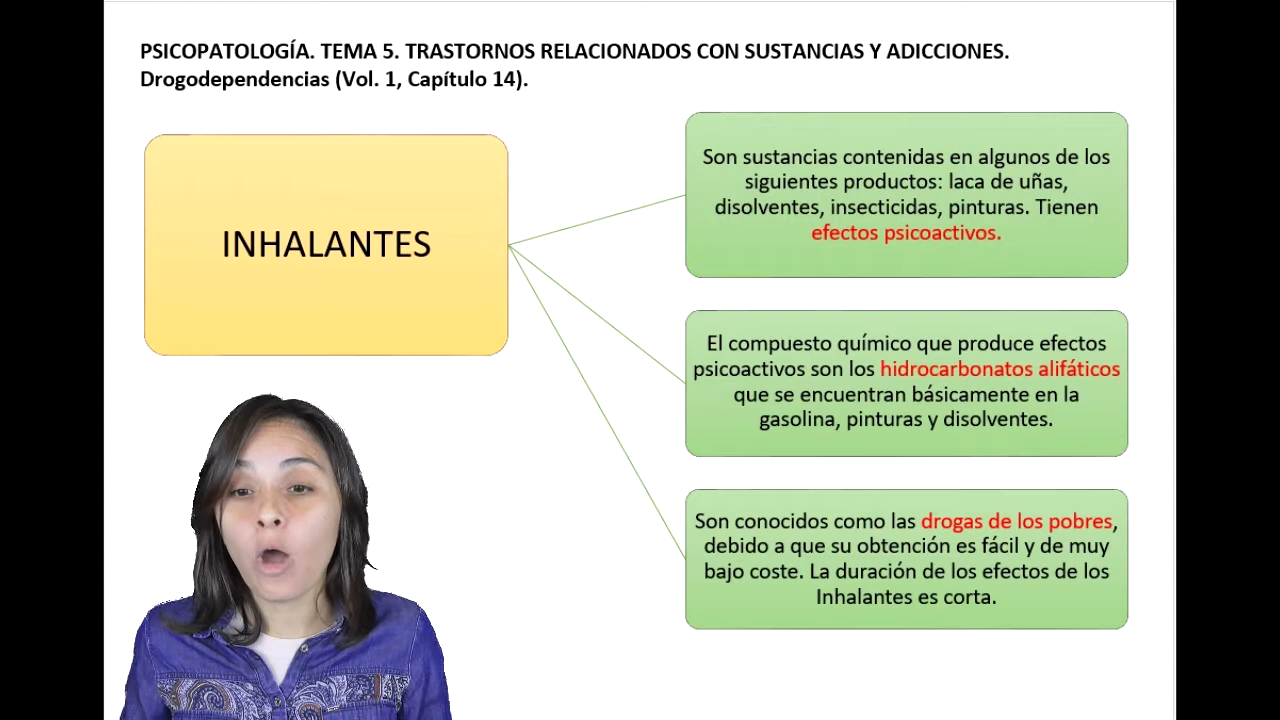 PSICOPATOLOGÍA. TEMA 5. TRASTORNOS RELACIONADOS CON SUSTANCIAS Y ADICCIONES.
Drogodependencias (Vol. 1, Capítulo 14).
INHALANTES
Son sustancias contenidas en algunos de los
siguientes productos: laca de uñas,
disolventes, insecticidas, pinturas. Tienen
efectos psicoactivos.
El compuesto químico que produce efectos
psicoactivos son los hidrocarbonatos alifáticos
que se encuentran básicamente en la
gasolina, pinturas y disolventes.
Son conocidos como las drogas de los pobres,
debido a que su obtención es fácil y de muy
bajo coste. La duración de los efectos de los
Inhalantes es corta.